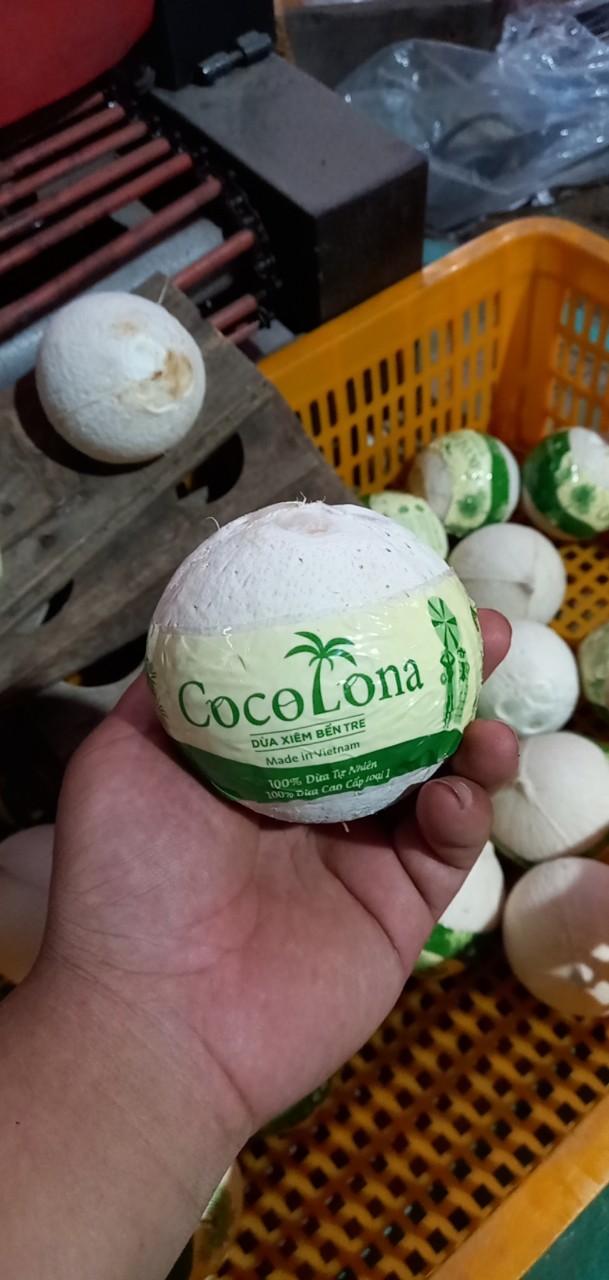 CocoLona
DỪA XIÊM BẾN TRE
Made in Vietnam
100% Dừa Tự Nhiên
100% Dừa Cao Cấp loại 1